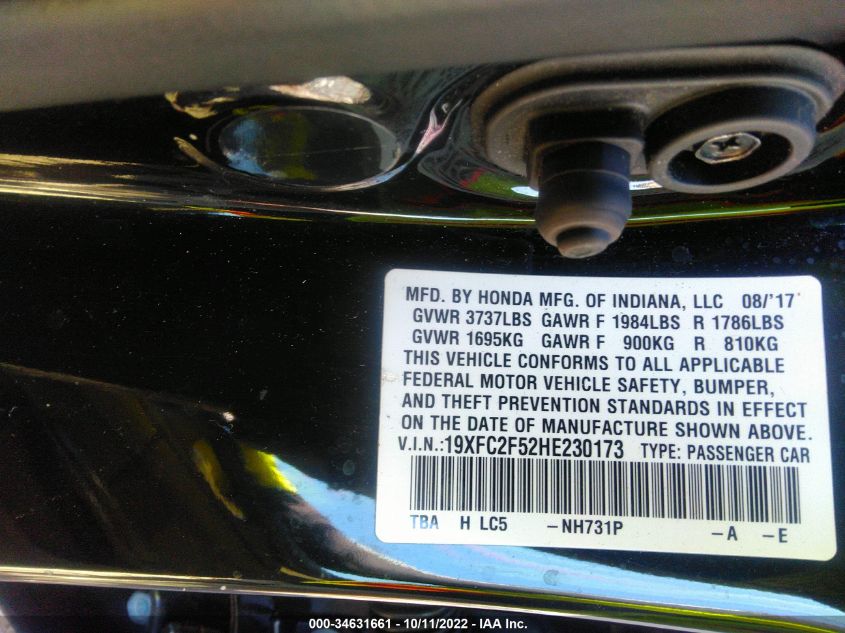 MFD. BY HONDA MFG. OF INDIANA, LLC 08/'17
GVWR 3737LBS GAWR F 1984LBS R 1786LBS
GVWR 1695KG GAWR F 900KG R 810KG
THIS VEHICLE CONFORMS TO ALL APPLICABLE
FEDERAL MOTOR VEHICLE SAFETY, BUMPER,
AND THEFT PREVENTION STANDARDS IN EFFECT
ON THE DATE OF MANUFACTURE SHOWN ABOVE.
V.I.N.:19XFC2F52HE230173 TYPE: PASSENGER CAR
TBA H LC5 -NH731P -A -E
000-34631661 - 10/11/2022 - IAA Inc.